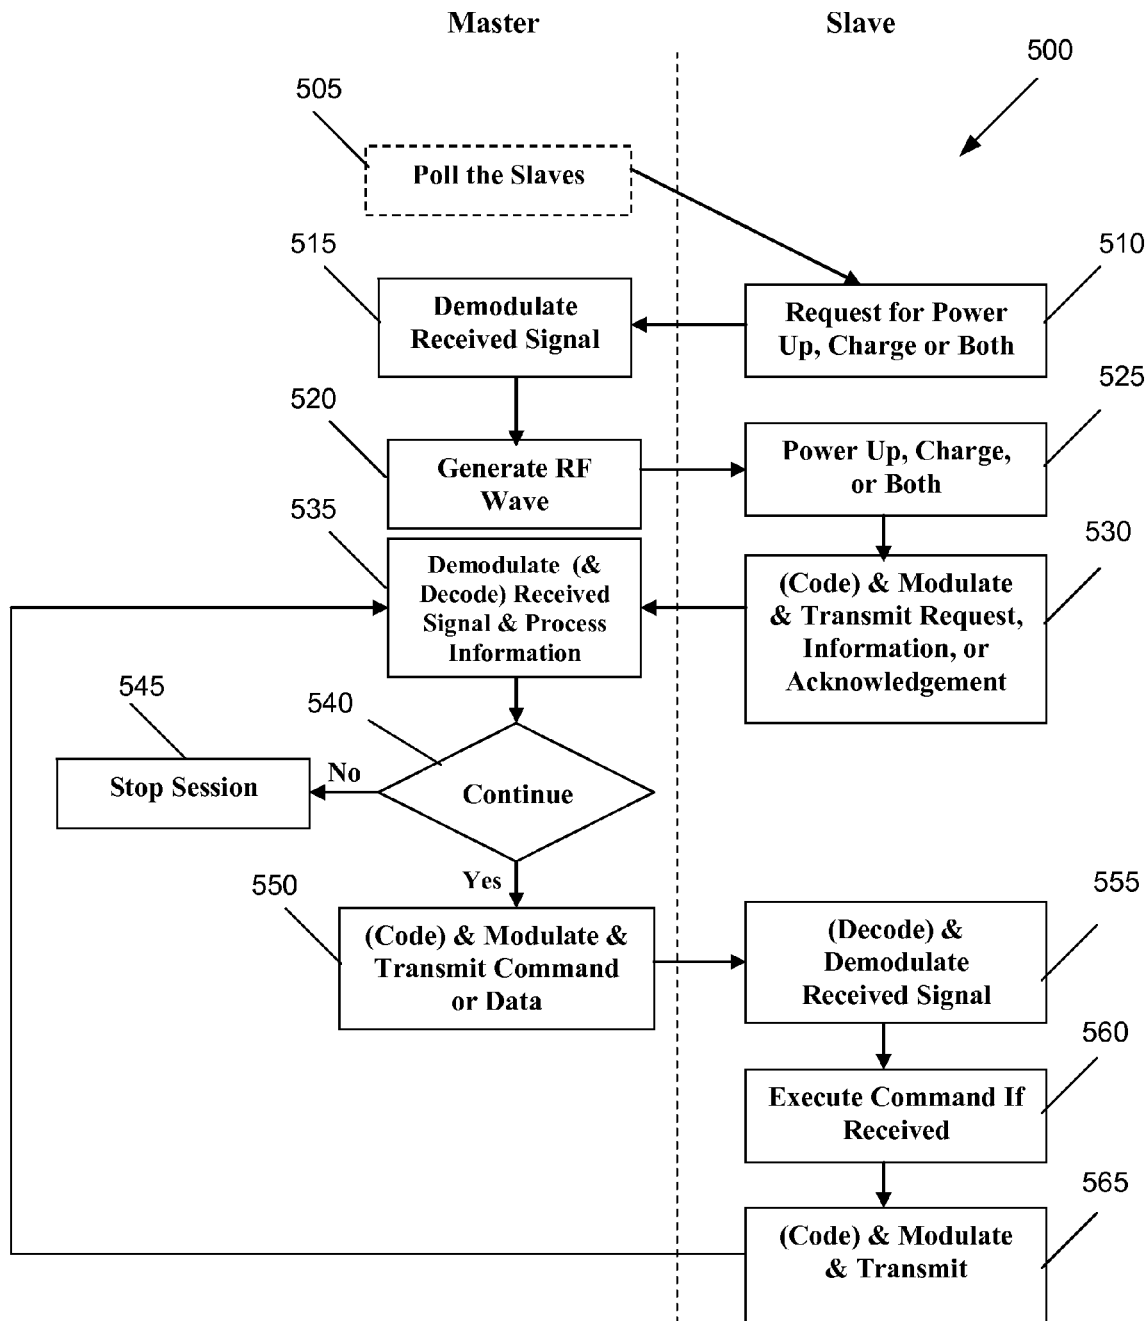 Master
Slave
500
505
Poll the Slaves
515
510
Demodulate
Received Signal
Request for Power
Up, Charge or Both
520
525
Generate RF
Wave
Power Up, Charge,
or Both
535
530
Demodulate (&
Decode) Received
Signal & Process
Information
(Code) & Modulate
& Transmit Request,
Information, or
Acknowledgement
545
540
Stop Session
No
Continue
Yes
550
555
(Code) & Modulate &
Transmit Command
or Data
(Decode) &
Demodulate
Received Signal
560
Execute Command If
Received
565
(Code) & Modulate
& Transmit